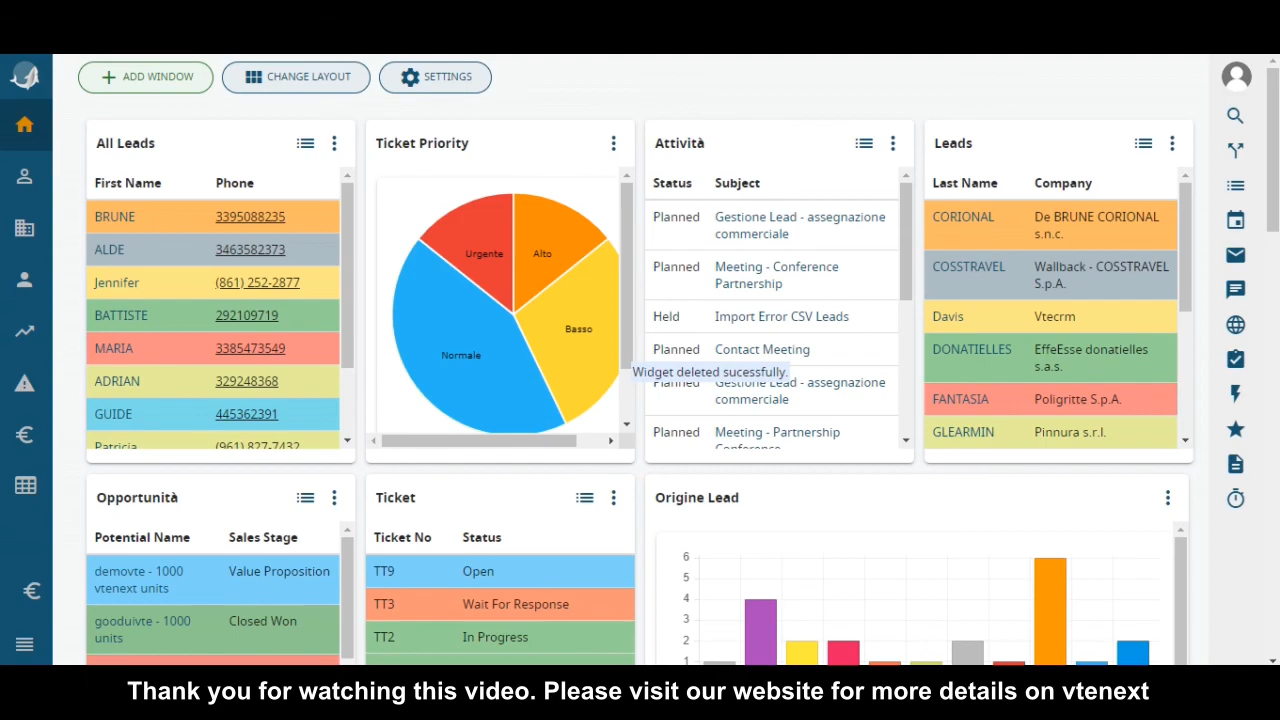 ADD WINDOW
CHANGE LAYOUT
SETTINGS
All Leads
First Name Phone
BRUNE 3395088235
ALDE 3463582373
Jennifer (861) 252-2877
BATTISTE 292109719
MARIA 3385473549
ADRIAN 329248368
GUIDE 445362391
Patricia (961) 827-7432
Ticket Priority
Urgente
Alto
Basso
Normale
Attività
Status Subject
Planned Gestione Lead - assegnazione
commerciale
Planned Meeting - Conference
Partnership
Held Import Error CSV Leads
Planned Contact Meeting
Widget deleted sucessfully.
Planned Gestione Lead - assegnazione
commerciale
Planned Meeting - Partnership
Conference
Leads
Last Name Company
CORIONAL De BRUNE CORIONAL
s.n.c.
COSSTRAVEL Wallback - COSSTRAVEL
S.p.A.
Davis Vtecrm
DONATIELLES EffeEsse donatielles
s.a.s.
FANTASIA Poligritte S.p.A.
GLEARMIN Pinnura s.r.l.
Opportunità
Potential Name Sales Stage
demovte - 1000 Value Proposition
vtenext units
gooduivte - 1000 Closed Won
units
Ticket
Ticket No Status
TT9 Open
TT3 Wait For Response
TT2 In Progress
Origine Lead
6
5
4
3
2
1
Thank you for watching this video. Please visit our website for more details on vtenext